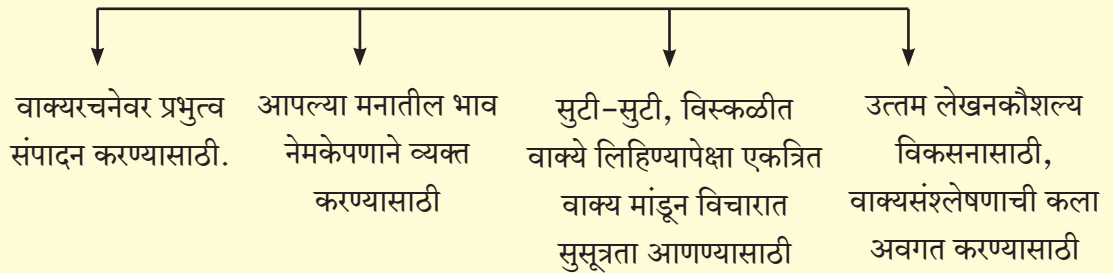 वाक्यरचनेवर प्रभुत्व
संपादन करण्यासाठी.
आपल्या मनातील भाव
नेमकेपणाने व्यक्त
करण्यासाठी
सुटी-सुटी, विस्कळीत
वाक्ये लिहिण्यापेक्षा एकत्रित
वाक्य मांडून विचारात
सुसूत्रता आणण्यासाठी
उत्तम लेखनकौशल्य
विकसनासाठी,
वाक्यसंश्लेषणाची कला
अवगत करण्यासाठी